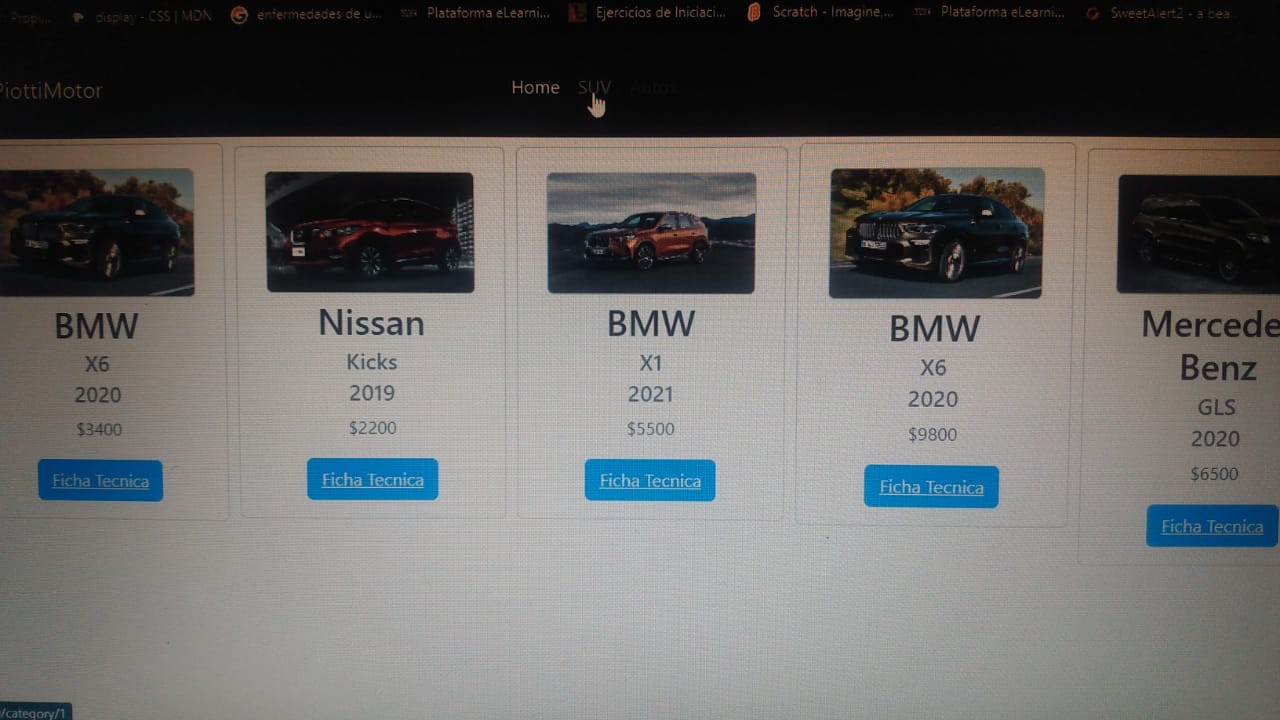 display - CSS | MDN
enfermedades de u...
Plataforma eLearni...
Ejercicios de Iniciaci...
Scratch - Imagine,...
Plataforma eLearni...
SweetAlert2 - a bea...
PiottiMotor
Home
SUV
Autos
BMW
X6
2020
$3400
Ficha Tecnica
Nissan
Kicks
2019
$2200
Ficha Tecnica
BMW
X1
2021
$5500
Ficha Tecnica
BMW
X6
2020
$9800
Ficha Tecnica
Mercede
Benz
GLS
2020
$6500
Ficha Tecnica
/category/1